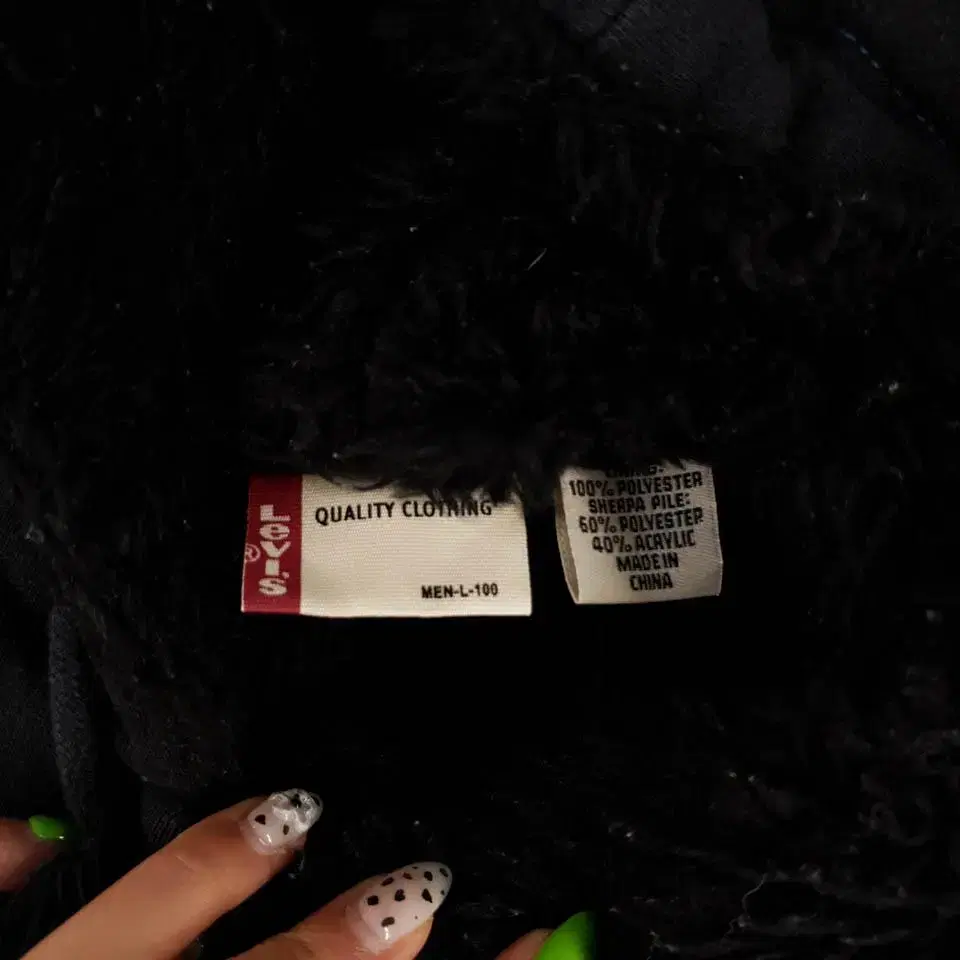 Levi's
®
QUALITY CLOTHING
MEN-L-100
100% POLYESTER
SHERPA PILE:
60% POLYESTER
40% ACRYLIC
MADE IN
CHINA